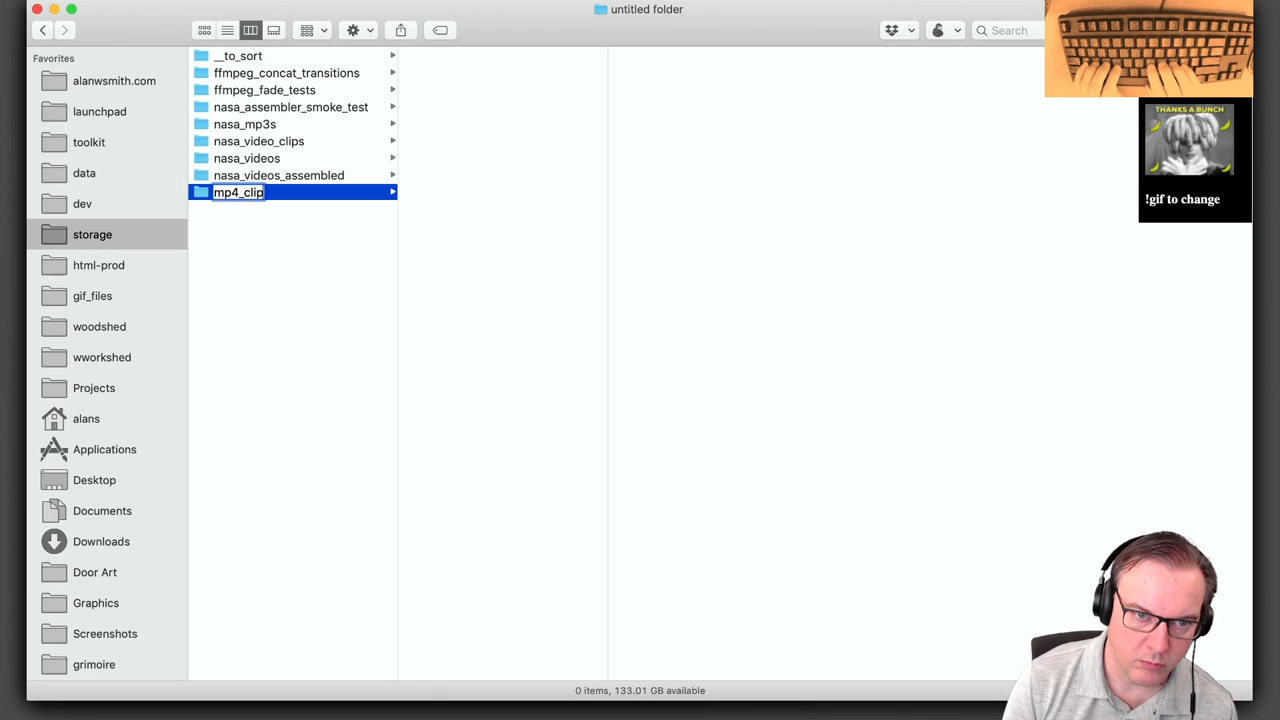 untitled folder
Search
Favorites
alanwsmith.com
launchpad
toolkit
data
dev
storage
html-prod
gif_files
woodshed
wworkshed
Projects
alans
Applications
Desktop
Documents
Downloads
Door Art
Graphics
Screenshots
grimoire
__to_sort
ffmpeg_concat_transitions
ffmpeg_fade_tests
nasa_assembler_smoke_test
nasa_mp3s
nasa_video_clips
nasa_videos
nasa_videos_assembled
mp4_clip
THANKS A BUNCH
!gif to change
0 items, 133.01 GB available